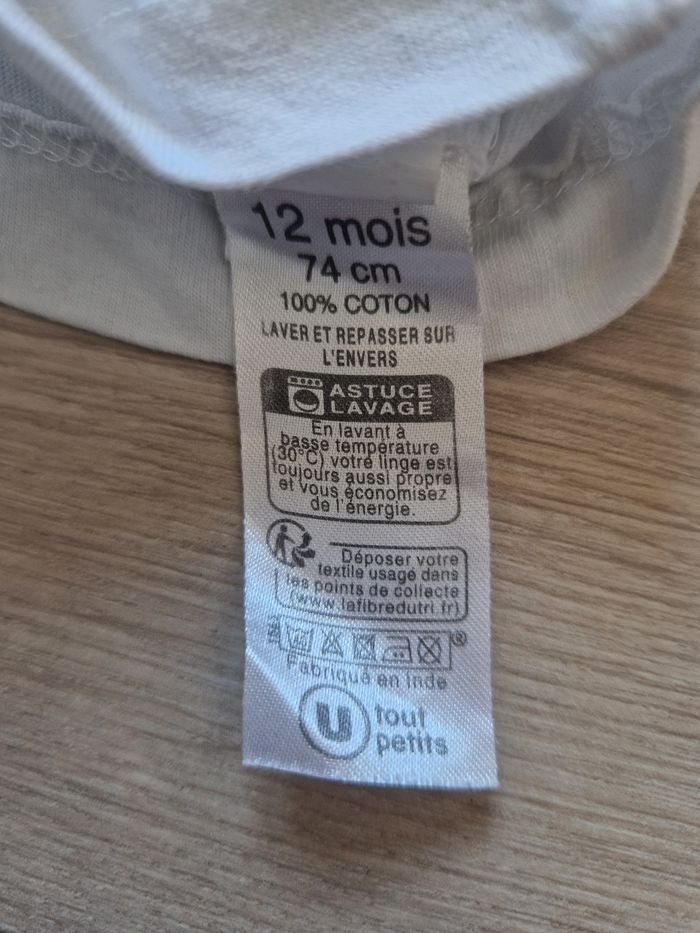 12 mois
74 cm
100% COTON
LAVER ET REPASSER SUR
L'ENVERS
ASTUCE
LAVAGE
En lavant à
basse température
(30°C) votre linge est
toujours aussi propre
et vous économisez
de l'énergie.
Déposer votre
textile usagé dans
les points de collecte
(www.lafibredutri.fr)
®
Fabriqué en Inde
U tout
petits